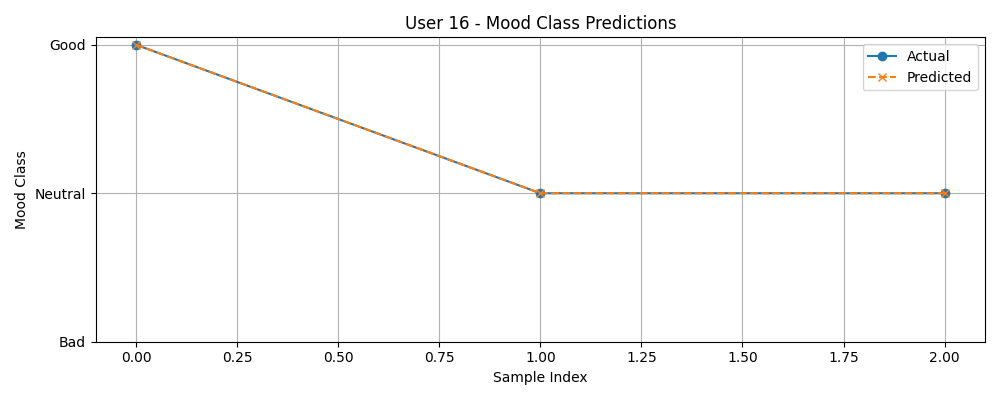 User 16 - Mood Class Predictions
Good
Neutral
Bad
Mood Class
Actual
Predicted
0.00 0.25 0.50 0.75 1.00 1.25 1.50 1.75 2.00
Sample Index